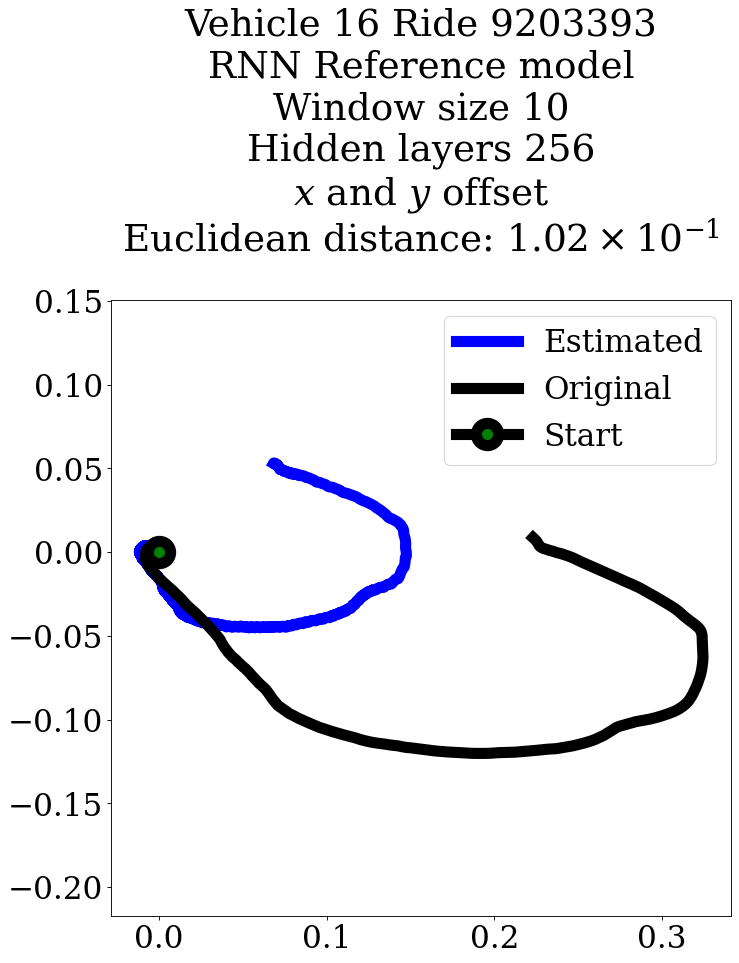 Vehicle 16 Ride 9203393
RNN Reference model
Window size 10
Hidden layers 256
x and y offset
Euclidean distance: 1.02 × 10⁻¹
Estimated
Original
Start
0.15
0.10
0.05
0.00
−0.05
−0.10
−0.15
−0.20
0.0 0.1 0.2 0.3